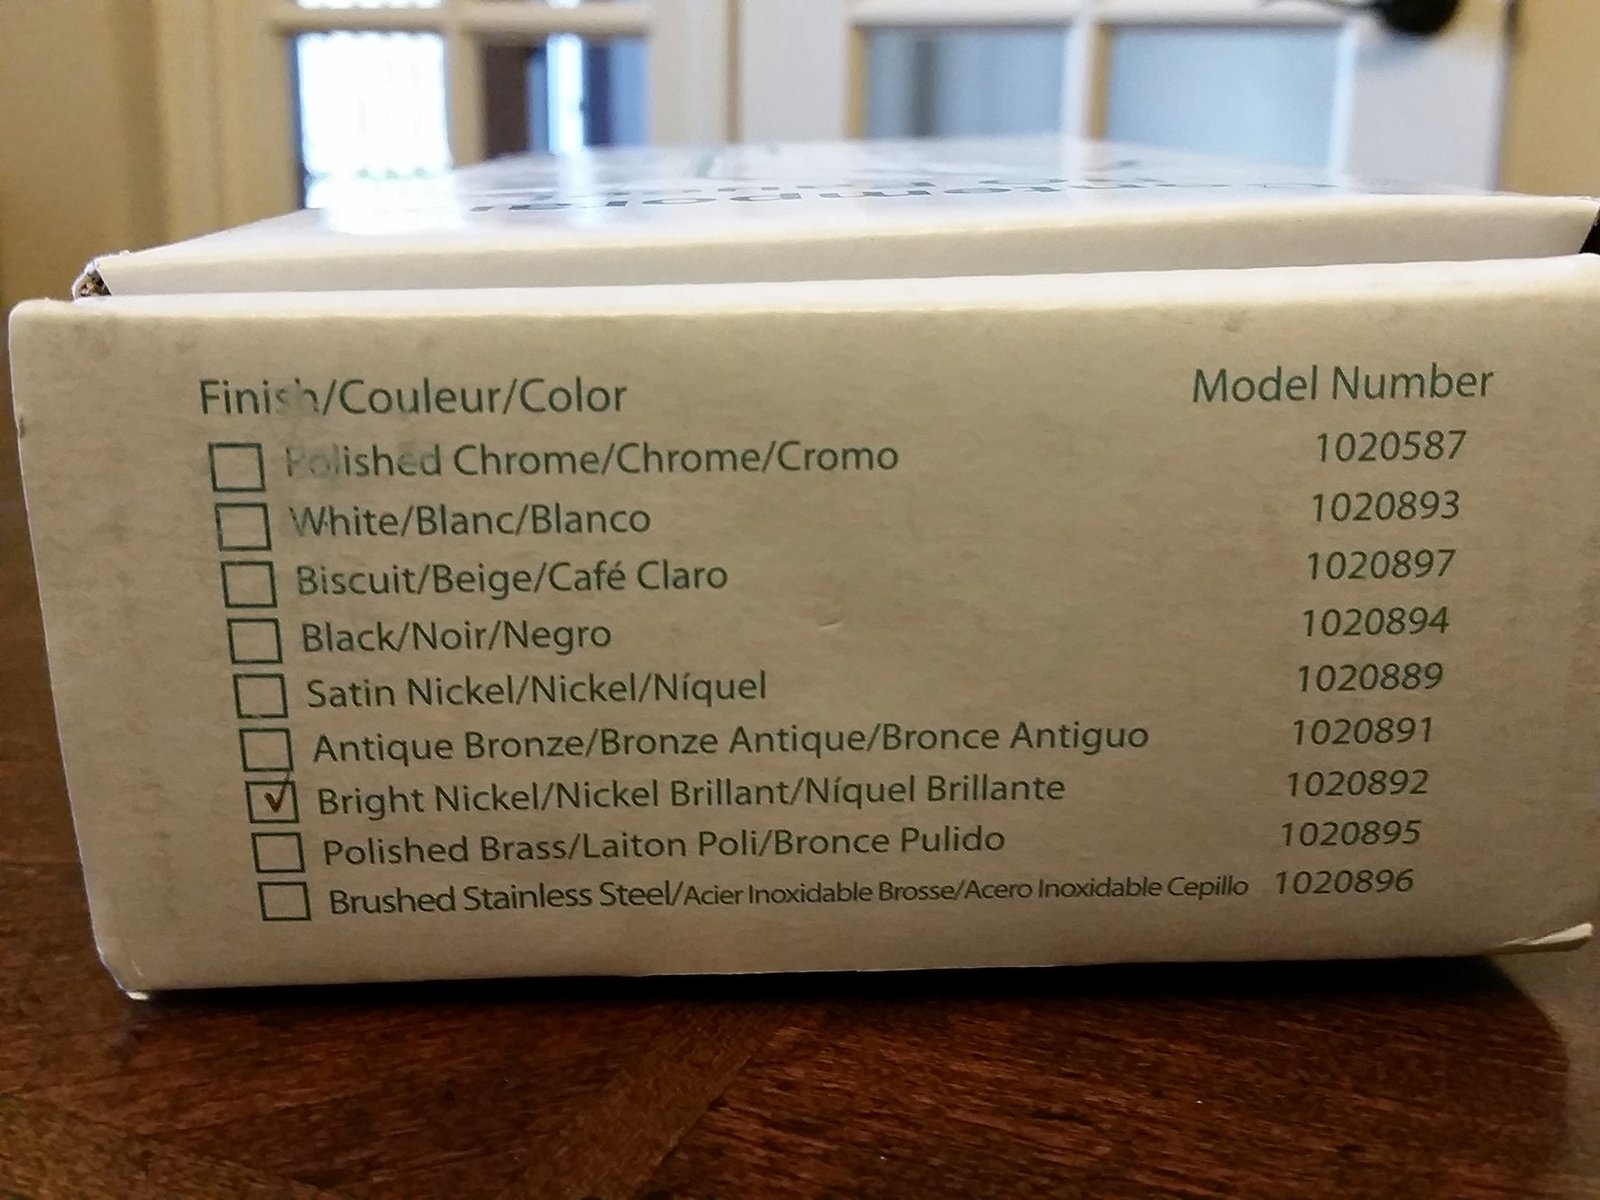 Finish/Couleur/Color Model Number
Polished Chrome/Chrome/Cromo 1020587
White/Blanc/Blanco 1020893
Biscuit/Beige/Café Claro 1020897
Black/Noir/Negro 1020894
Satin Nickel/Nickel/Níquel 1020889
Antique Bronze/Bronze Antique/Bronce Antiguo 1020891
Bright Nickel/Nickel Brillant/Níquel Brillante 1020892
Polished Brass/Laiton Poli/Bronce Pulido 1020895
Brushed Stainless Steel/Acier Inoxidable Brosse/Acero Inoxidable Cepillo 1020896